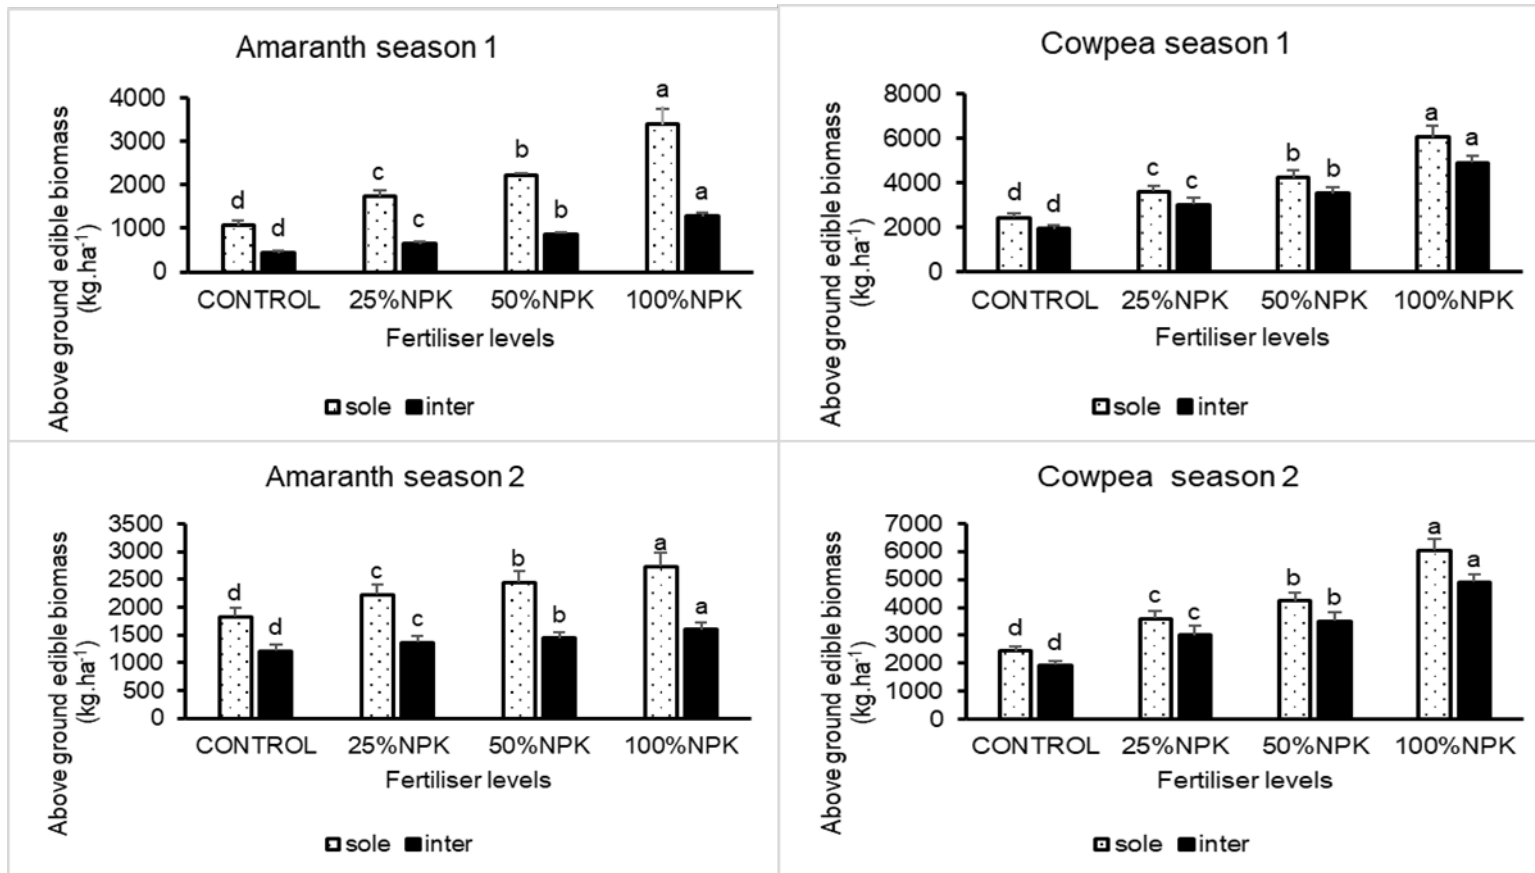 Amaranth season 1
Above ground edible biomass
(kg.ha-1)
4000
3000
2000
1000
0
d
d
c
c
b
b
a
a
CONTROL
25%NPK
50%NPK
100%NPK
Fertiliser levels
sole
inter
Cowpea season 1
Above ground edible biomass
(kg.ha-1)
8000
6000
4000
2000
0
d
d
c
c
b
b
a
a
CONTROL
25%NPK
50%NPK
100%NPK
Fertiliser levels
sole
inter
Amaranth season 2
Above ground edible biomass
(kg.ha-1)
3500
3000
2500
2000
1500
1000
500
0
d
d
c
c
b
b
a
a
CONTROL
25%NPK
50%NPK
100%NPK
Fertiliser levels
sole
inter
Cowpea season 2
Above ground edible biomass
(kg.ha-1)
7000
6000
5000
4000
3000
2000
1000
0
d
d
c
c
b
b
a
a
CONTROL
25%NPK
50%NPK
100%NPK
Fertiliser levels
sole
inter